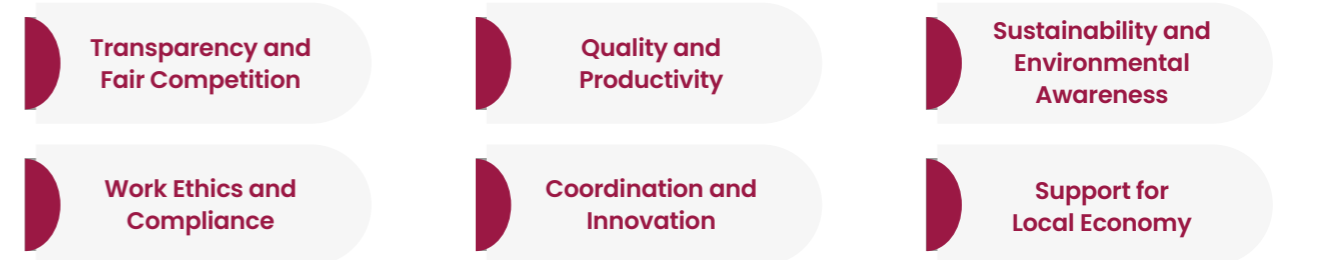 Transparency and
Fair Competition
Quality and
Productivity
Sustainability and
Environmental
Awareness
Work Ethics and
Compliance
Coordination and
Innovation
Support for
Local Economy